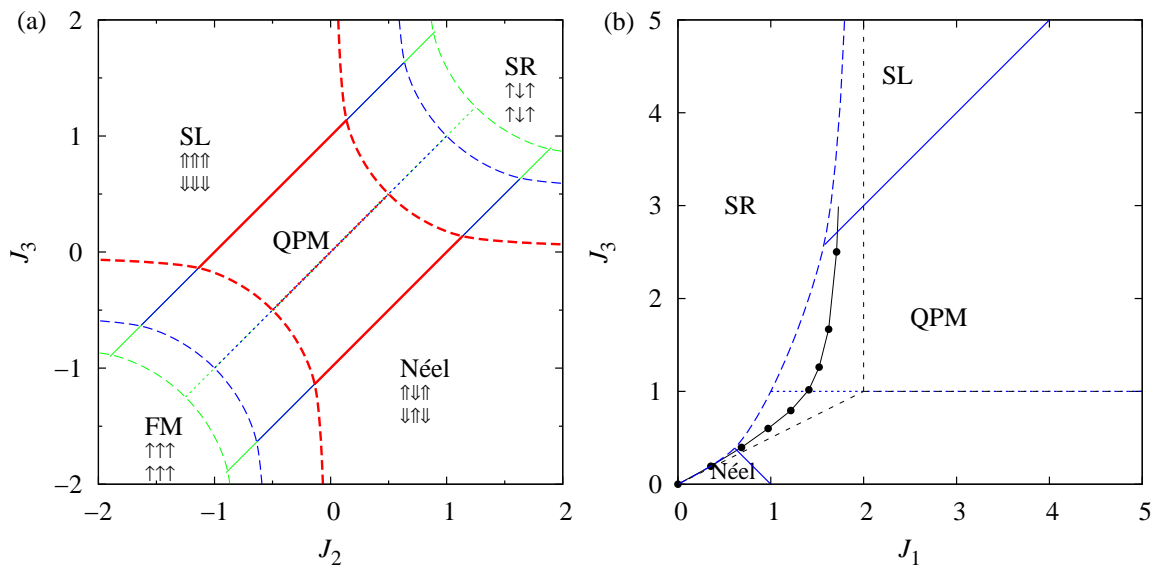 (a)
2
1
0
−1
−2
J3
−2
−1
0
1
2
J2
SL
⇑⇑⇑
⇓⇓⇓
SR
↑↓↑
↑↓↑
QPM
Néel
⇑⇓⇑
⇓⇑⇓
FM
↑↑↑
↑↑↑
(b)
5
4
3
2
1
0
J3
0
1
2
3
4
5
J1
SL
SR
QPM
Néel